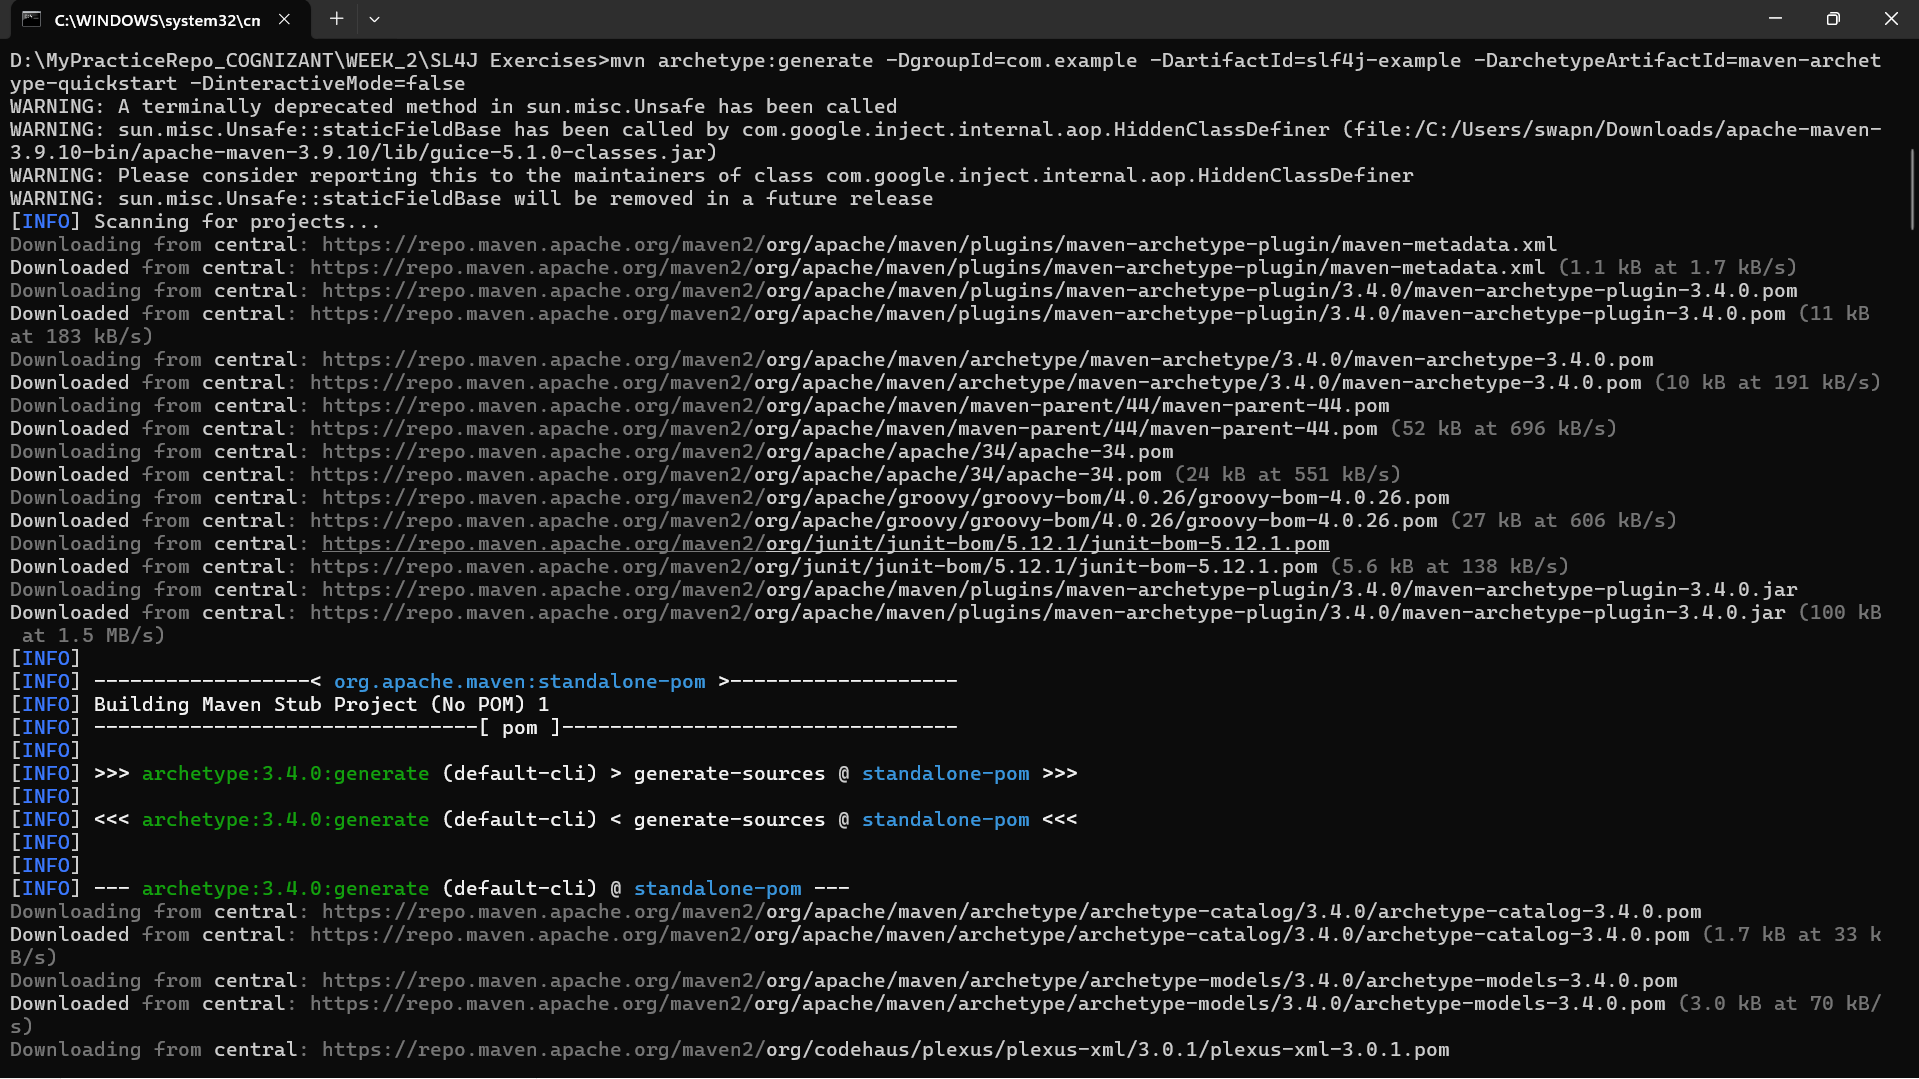 C:\WINDOWS\system32\cn
D:\MyPracticeRepo_COGNIZANT\WEEK_2\SL4J Exercises>mvn archetype:generate -DgroupId=com.example -DartifactId=slf4j-example -DarchetypeArtifactId=maven-archet
ype-quickstart -DinteractiveMode=false
WARNING: A terminally deprecated method in sun.misc.Unsafe has been called
WARNING: sun.misc.Unsafe::staticFieldBase has been called by com.google.inject.internal.aop.HiddenClassDefiner (file:/C:/Users/swapn/Downloads/apache-maven-
3.9.10-bin/apache-maven-3.9.10/lib/guice-5.1.0-classes.jar)
WARNING: Please consider reporting this to the maintainers of class com.google.inject.internal.aop.HiddenClassDefiner
WARNING: sun.misc.Unsafe::staticFieldBase will be removed in a future release
[INFO] Scanning for projects...
Downloading from central: https://repo.maven.apache.org/maven2/org/apache/maven/plugins/maven-archetype-plugin/maven-metadata.xml
Downloaded from central: https://repo.maven.apache.org/maven2/org/apache/maven/plugins/maven-archetype-plugin/maven-metadata.xml (1.1 kB at 1.7 kB/s)
Downloading from central: https://repo.maven.apache.org/maven2/org/apache/maven/plugins/maven-archetype-plugin/3.4.0/maven-archetype-plugin-3.4.0.pom
Downloaded from central: https://repo.maven.apache.org/maven2/org/apache/maven/plugins/maven-archetype-plugin/3.4.0/maven-archetype-plugin-3.4.0.pom (11 kB
at 183 kB/s)
Downloading from central: https://repo.maven.apache.org/maven2/org/apache/maven/archetype/maven-archetype/3.4.0/maven-archetype-3.4.0.pom
Downloaded from central: https://repo.maven.apache.org/maven2/org/apache/maven/archetype/maven-archetype/3.4.0/maven-archetype-3.4.0.pom (10 kB at 191 kB/s)
Downloading from central: https://repo.maven.apache.org/maven2/org/apache/maven/maven-parent/44/maven-parent-44.pom
Downloaded from central: https://repo.maven.apache.org/maven2/org/apache/maven/maven-parent/44/maven-parent-44.pom (52 kB at 696 kB/s)
Downloading from central: https://repo.maven.apache.org/maven2/org/apache/apache/34/apache-34.pom
Downloaded from central: https://repo.maven.apache.org/maven2/org/apache/apache/34/apache-34.pom (24 kB at 551 kB/s)
Downloading from central: https://repo.maven.apache.org/maven2/org/apache/groovy/groovy-bom/4.0.26/groovy-bom-4.0.26.pom
Downloaded from central: https://repo.maven.apache.org/maven2/org/apache/groovy/groovy-bom/4.0.26/groovy-bom-4.0.26.pom (27 kB at 606 kB/s)
Downloading from central: https://repo.maven.apache.org/maven2/org/junit/junit-bom/5.12.1/junit-bom-5.12.1.pom
Downloaded from central: https://repo.maven.apache.org/maven2/org/junit/junit-bom/5.12.1/junit-bom-5.12.1.pom (5.6 kB at 138 kB/s)
Downloading from central: https://repo.maven.apache.org/maven2/org/apache/maven/plugins/maven-archetype-plugin/3.4.0/maven-archetype-plugin-3.4.0.jar
Downloaded from central: https://repo.maven.apache.org/maven2/org/apache/maven/plugins/maven-archetype-plugin/3.4.0/maven-archetype-plugin-3.4.0.jar (100 kB
 at 1.5 MB/s)
[INFO]
[INFO] ------------------< org.apache.maven:standalone-pom >-------------------
[INFO] Building Maven Stub Project (No POM) 1
[INFO] --------------------------------[ pom ]---------------------------------
[INFO]
[INFO] >>> archetype:3.4.0:generate (default-cli) > generate-sources @ standalone-pom >>>
[INFO]
[INFO] <<< archetype:3.4.0:generate (default-cli) < generate-sources @ standalone-pom <<<
[INFO]
[INFO]
[INFO] --- archetype:3.4.0:generate (default-cli) @ standalone-pom ---
Downloading from central: https://repo.maven.apache.org/maven2/org/apache/maven/archetype/archetype-catalog/3.4.0/archetype-catalog-3.4.0.pom
Downloaded from central: https://repo.maven.apache.org/maven2/org/apache/maven/archetype/archetype-catalog/3.4.0/archetype-catalog-3.4.0.pom (1.7 kB at 33 k
B/s)
Downloading from central: https://repo.maven.apache.org/maven2/org/apache/maven/archetype/archetype-models/3.4.0/archetype-models-3.4.0.pom
Downloaded from central: https://repo.maven.apache.org/maven2/org/apache/maven/archetype/archetype-models/3.4.0/archetype-models-3.4.0.pom (3.0 kB at 70 kB/
s)
Downloading from central: https://repo.maven.apache.org/maven2/org/codehaus/plexus/plexus-xml/3.0.1/plexus-xml-3.0.1.pom